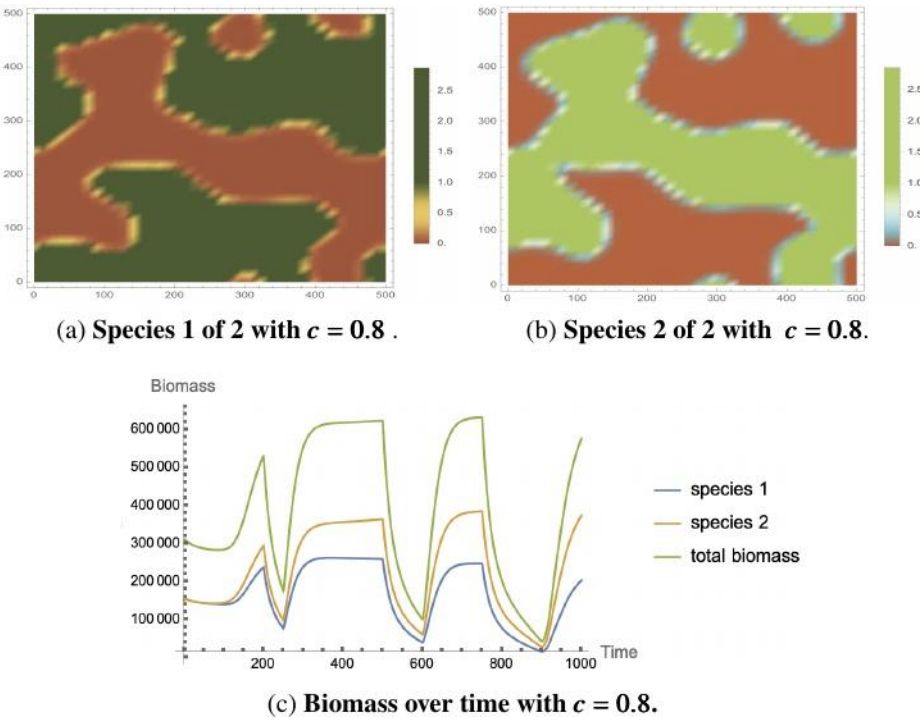 500
400
300
200
100
0
0 100 200 300 400 500
2.5
2.0
1.5
1.0
0.5
0.
500
400
300
200
100
0
0 100 200 300 400 500
2.5
2.0
1.5
1.0
0.5
0.
(a) Species 1 of 2 with c = 0.8 .
(b) Species 2 of 2 with c = 0.8.
Biomass
600 000
500 000
400 000
300 000
200 000
100 000
200 400 600 800 1000
Time
species 1
species 2
total biomass
(c) Biomass over time with c = 0.8.